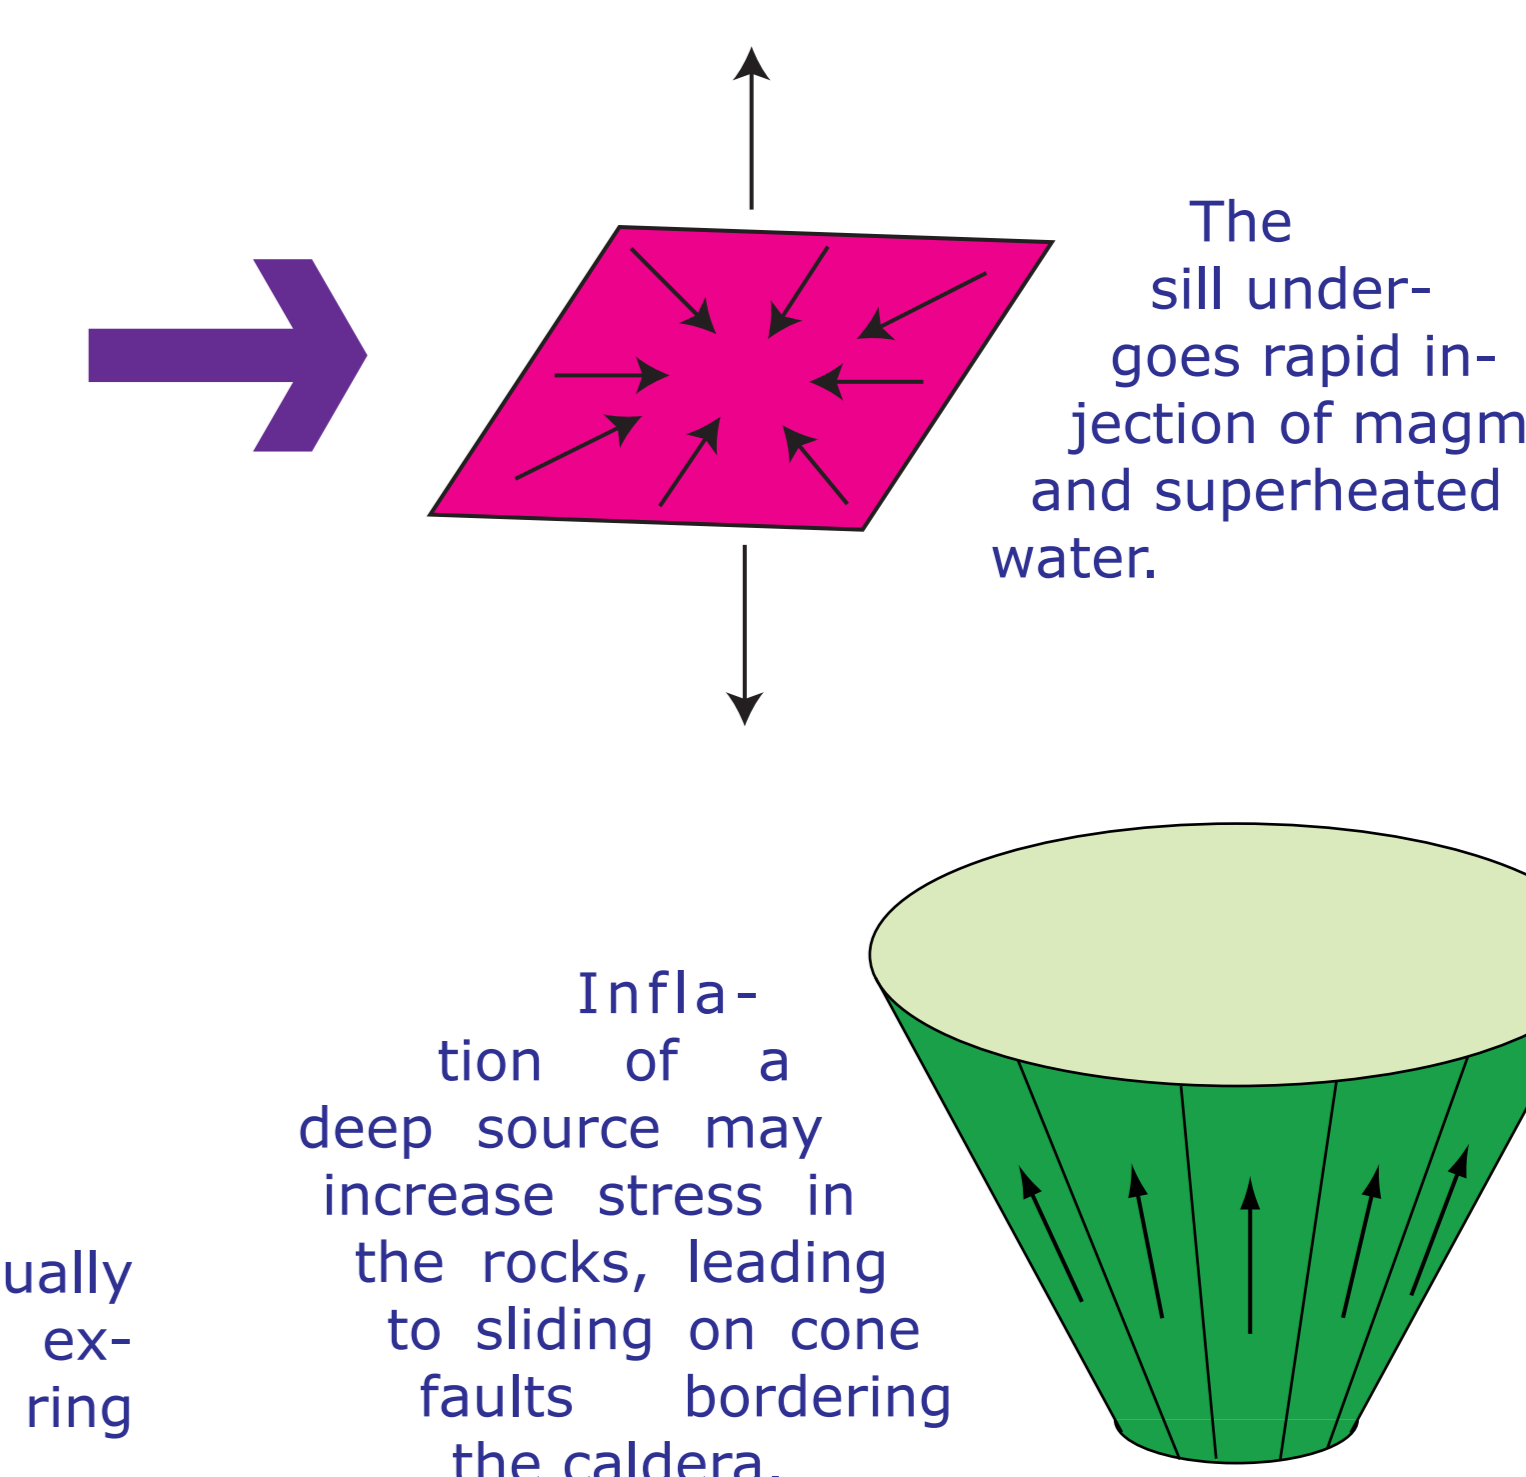 The
sill under-
goes rapid in-
jection of magm
and superheated
water.
Infla-
tion of a
deep source may
increase stress in
the rocks, leading
to sliding on cone
faults bordering
the caldera.
ually
ex-
ring